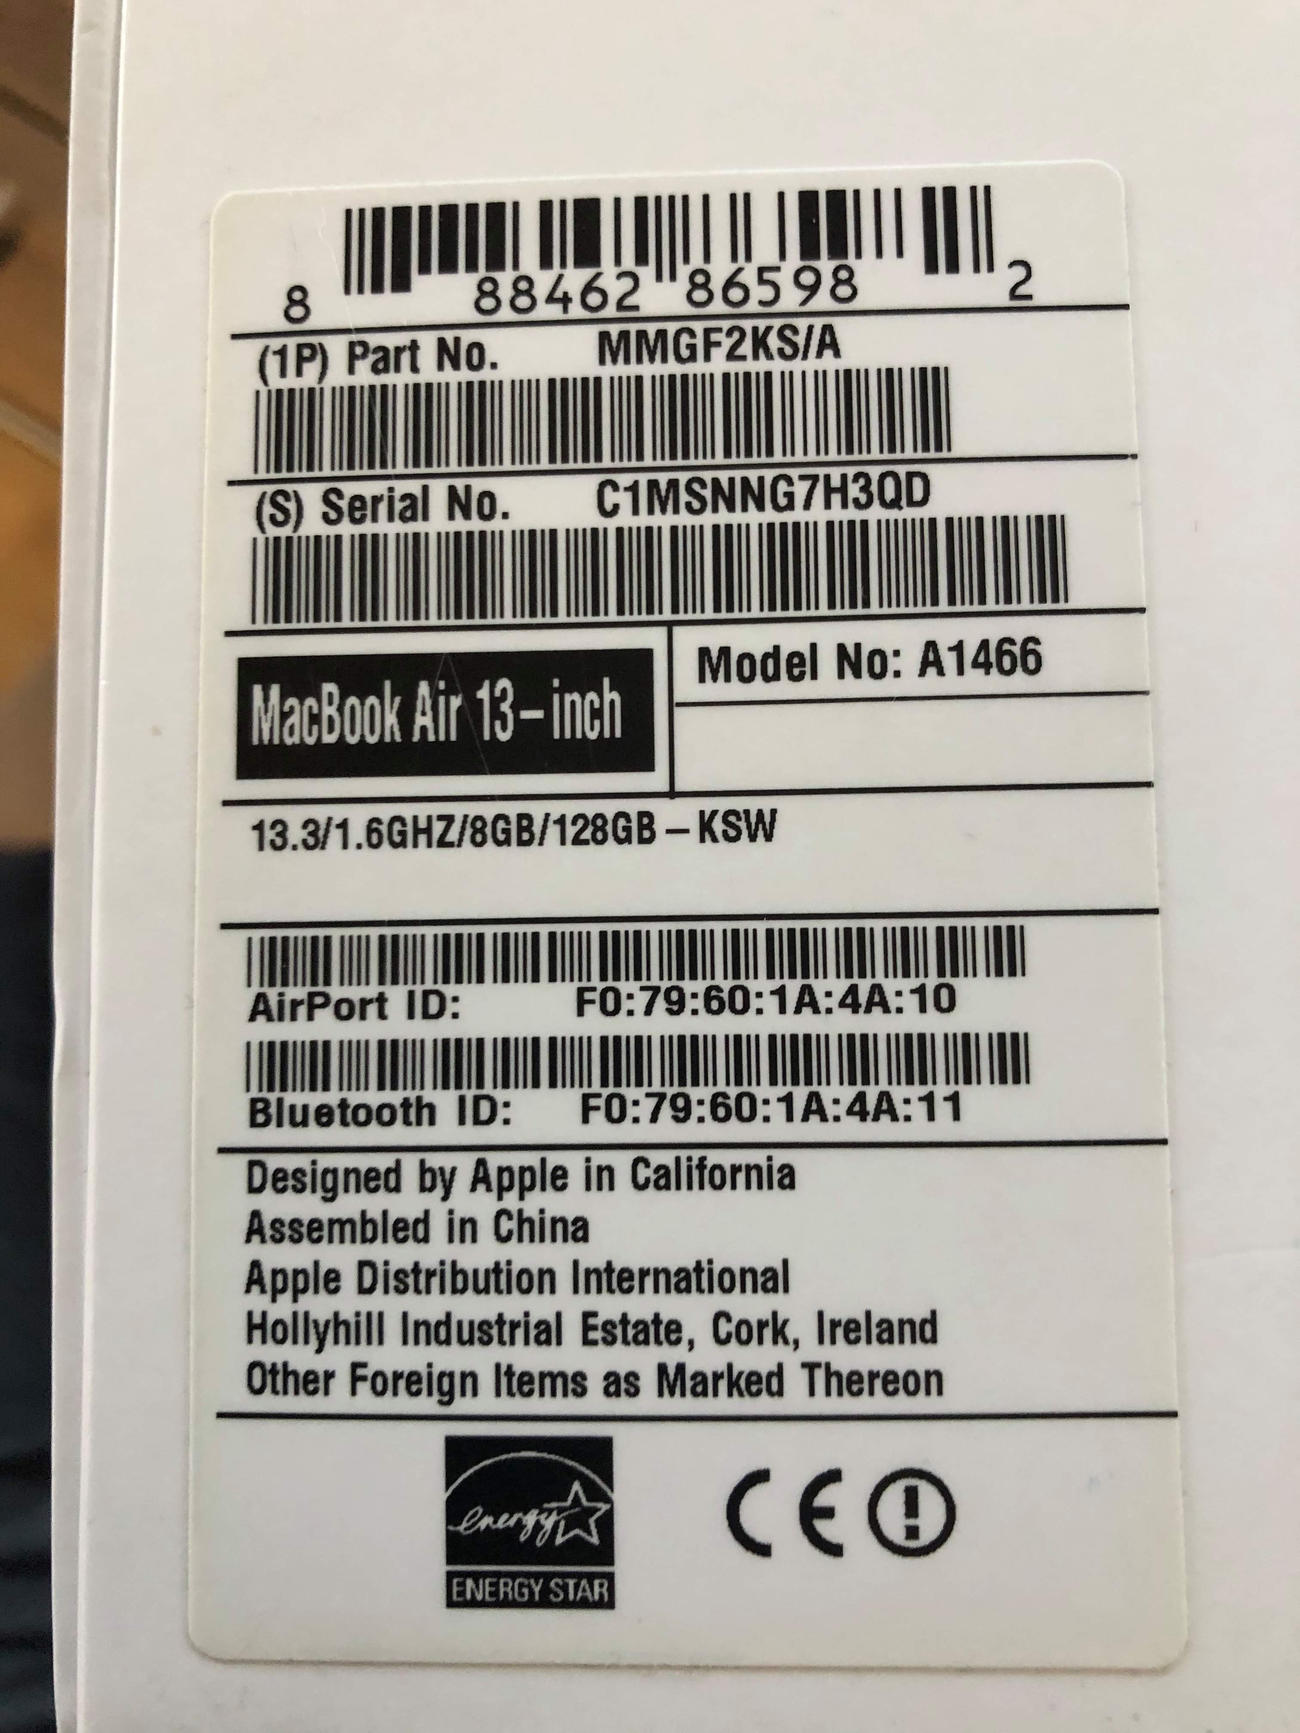 8 88462 86598 2
(1P) Part No. MMGF2KS/A
(S) Serial No. C1MSNNG7H3QD
MacBook Air 13-inch
Model No: A1466
13.3/1.6GHZ/8GB/128GB-KSW
AirPort ID: F0:79:60:1A:4A:10
Bluetooth ID: F0:79:60:1A:4A:11
Designed by Apple in California
Assembled in China
Apple Distribution International
Hollyhill Industrial Estate, Cork, Ireland
Other Foreign Items as Marked Thereon
energy
ENERGY STAR
CE